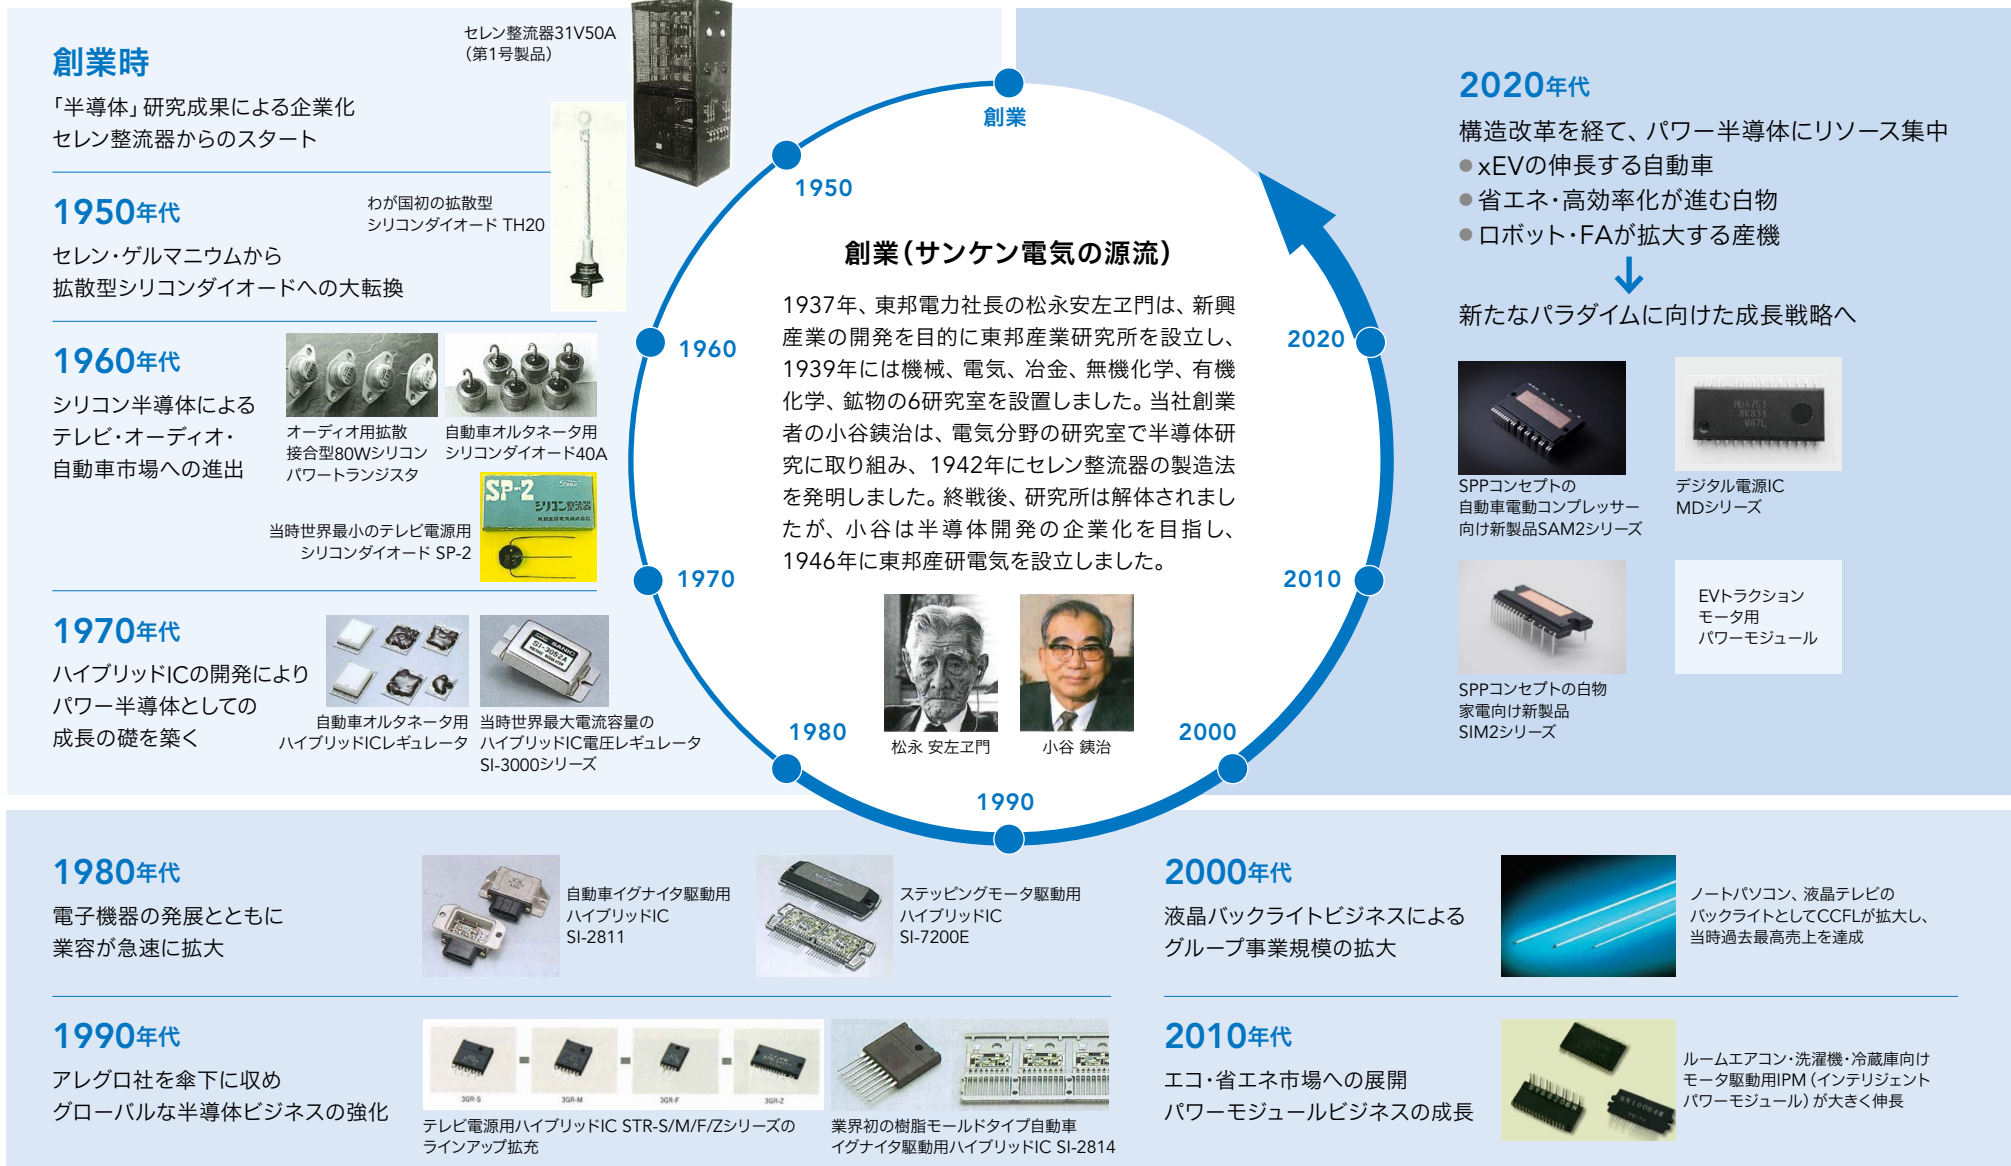 創業時
「半導体」研究成果による企業化
セレン整流器からのスタート
セレン整流器31V50A
（第1号製品）
1950年代
セレン・ゲルマニウムから
拡散型シリコンダイオードへの大転換
わが国初の拡散型
シリコンダイオード TH20
1960年代
シリコン半導体による
テレビ・オーディオ・
自動車市場への進出
オーディオ用拡散
接合型80Wシリコン
パワートランジスタ
自動車オルタネータ用
シリコンダイオード40A
当時世界最小のテレビ電源用
シリコンダイオード SP-2
SP-2
シリコン整流器
1970年代
ハイブリッドICの開発により
パワー半導体としての
成長の礎を築く
自動車オルタネータ用
ハイブリッドICレギュレータ
SANKEN
SI-3052A
当時世界最大電流容量の
ハイブリッドIC電圧レギュレータ
SI-3000シリーズ
創業
1950
1960
1970
1980
1990
2000
2010
2020
創業（サンケン電気の源流）
1937年、東邦電力社長の松永安左ヱ門は、新興
産業の開発を目的に東邦産業研究所を設立し、
1939年には機械、電気、冶金、無機化学、有機
化学、鉱物の6研究室を設置しました。当社創業
者の小谷銕治は、電気分野の研究室で半導体研
究に取り組み、1942年にセレン整流器の製造法
を発明しました。終戦後、研究所は解体されまし
たが、小谷は半導体開発の企業化を目指し、
1946年に東邦産研電気を設立しました。
松永 安左ヱ門
小谷 銕治
2020年代
構造改革を経て、パワー半導体にリソース集中
●xEVの伸長する自動車
●省エネ・高効率化が進む白物
●ロボット・FAが拡大する産機
↓
新たなパラダイムに向けた成長戦略へ
SPPコンセプトの
自動車電動コンプレッサー
向け新製品SAM2シリーズ
MD6751
8K831
W87L
デジタル電源IC
MDシリーズ
SPPコンセプトの白物
家電向け新製品
SIM2シリーズ
EVトラクション
モータ用
パワーモジュール
1980年代
電子機器の発展とともに
業容が急速に拡大
自動車イグナイタ駆動用
ハイブリッドIC
SI-2811
ステッピングモータ駆動用
ハイブリッドIC
SI-7200E
1990年代
アレグロ社を傘下に収め
グローバルな半導体ビジネスの強化
3GR-S
3GR-M
3GR-F
3GR-Z
テレビ電源用ハイブリッドIC STR-S/M/F/Zシリーズの
ラインアップ拡充
業界初の樹脂モールドタイプ自動車
イグナイタ駆動用ハイブリッドIC SI-2814
2000年代
液晶バックライトビジネスによる
グループ事業規模の拡大
ノートパソコン、液晶テレビの
バックライトとしてCCFLが拡大し、
当時過去最高売上を達成
2010年代
エコ・省エネ市場への展開
パワーモジュールビジネスの成長
ルームエアコン・洗濯機・冷蔵庫向け
モータ駆動用IPM（インテリジェント
パワーモジュール）が大きく伸長